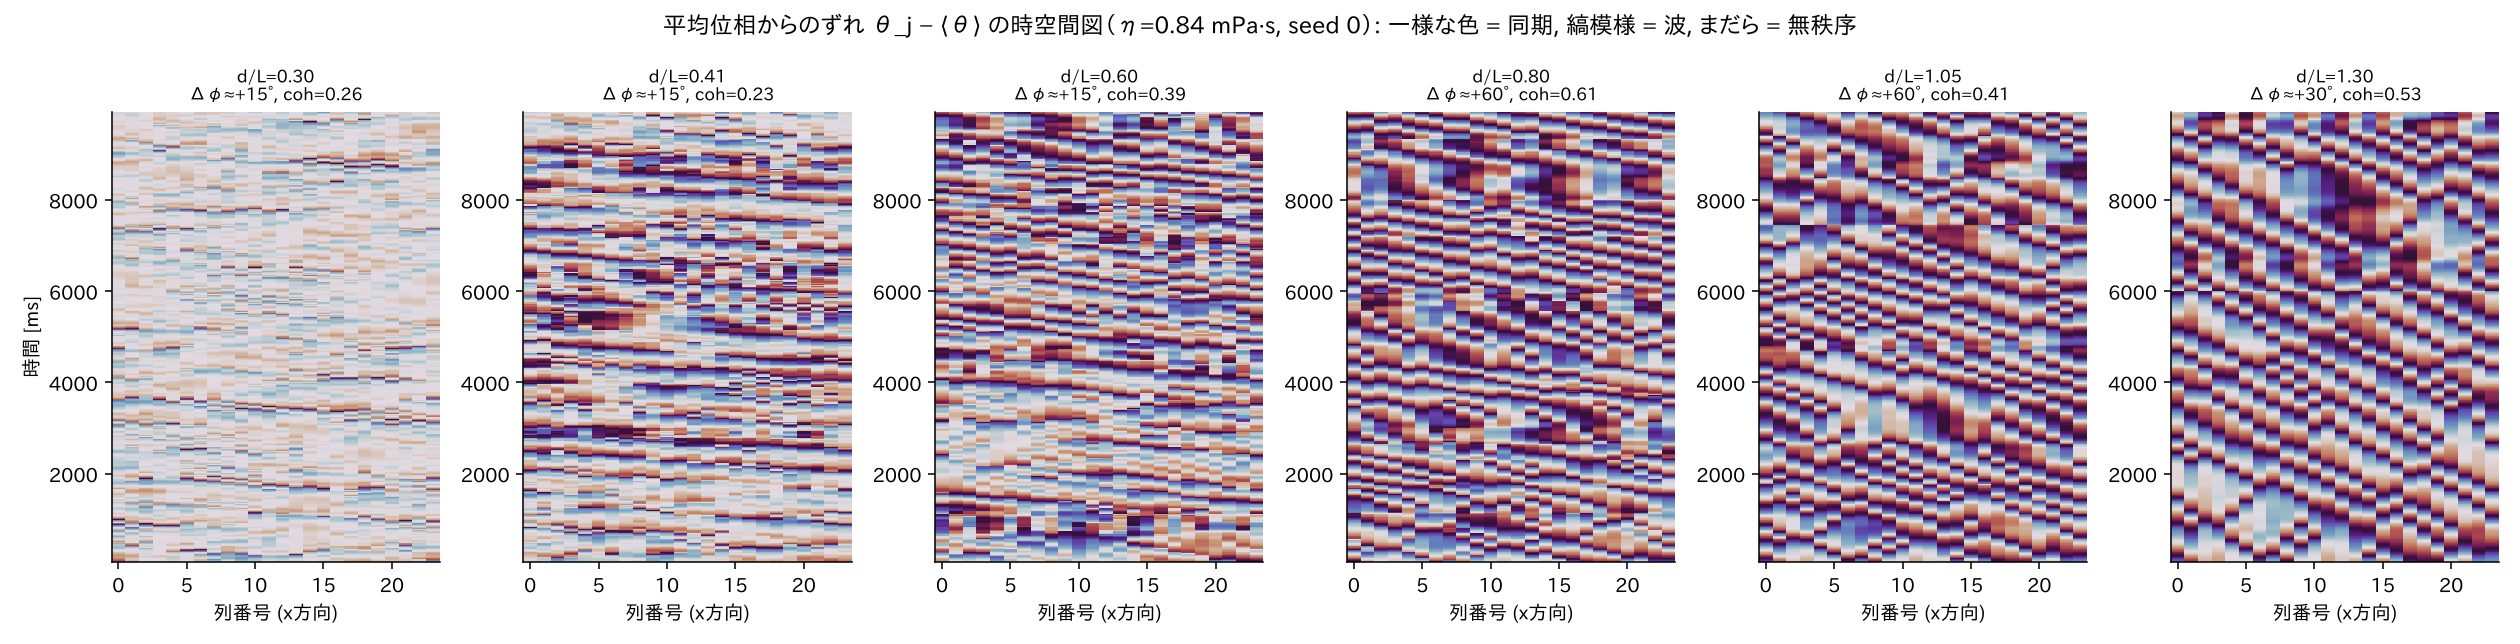 平均位相からのずれ θ_j − ⟨θ⟩ の時空間図（η=0.84 mPa·s, seed 0）: 一様な色 = 同期, 縞模様 = 波, まだら = 無秩序
d/L=0.30
Δφ≈+15°, coh=0.26
d/L=0.41
Δφ≈+15°, coh=0.23
d/L=0.60
Δφ≈+15°, coh=0.39
d/L=0.80
Δφ≈+60°, coh=0.61
d/L=1.05
Δφ≈+60°, coh=0.41
d/L=1.30
Δφ≈+30°, coh=0.53
時間 [ms]
8000
6000
4000
2000
0 5 10 15 20
列番号 (x方向)
8000
6000
4000
2000
0 5 10 15 20
列番号 (x方向)
8000
6000
4000
2000
0 5 10 15 20
列番号 (x方向)
8000
6000
4000
2000
0 5 10 15 20
列番号 (x方向)
8000
6000
4000
2000
0 5 10 15 20
列番号 (x方向)
8000
6000
4000
2000
0 5 10 15 20
列番号 (x方向)